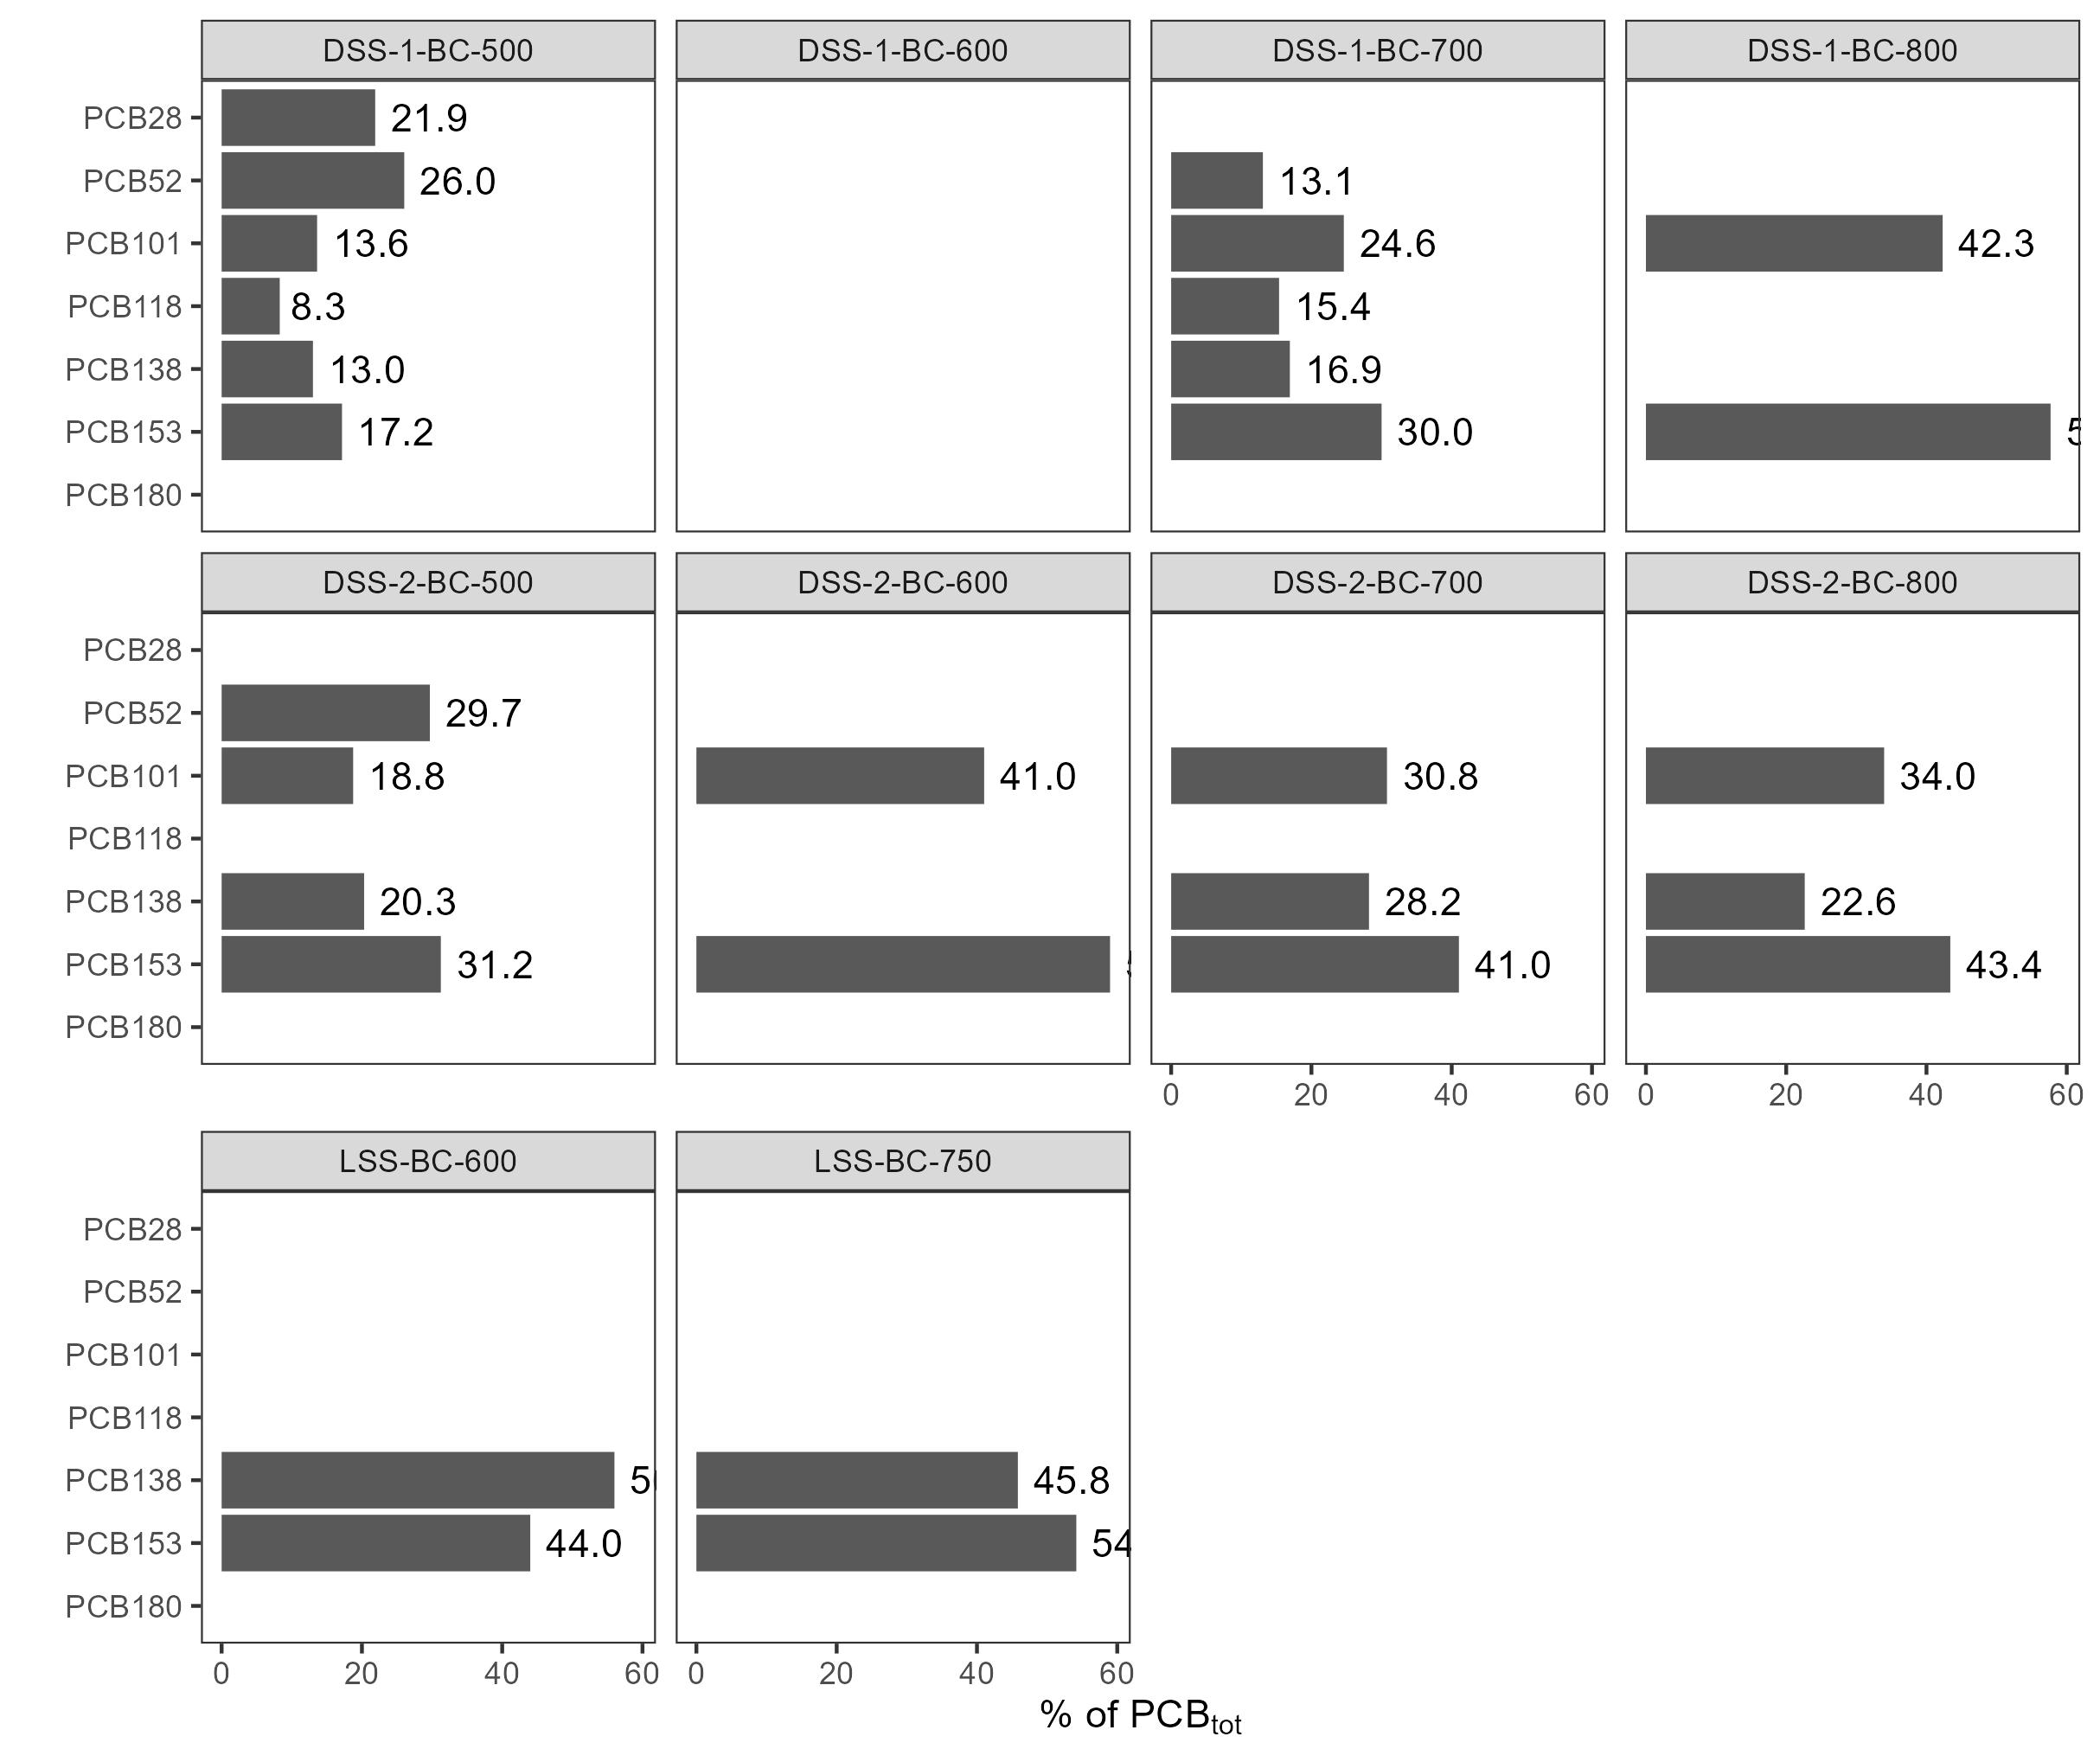 DSS-1-BC-500 DSS-1-BC-600 DSS-1-BC-700 DSS-1-BC-800
PCB28 21.9
PCB52 26.0 13.1
PCB101 13.6 24.6 42.3
PCB118 8.3 15.4
PCB138 13.0 16.9
PCB153 17.2 30.0
PCB180
DSS-2-BC-500 DSS-2-BC-600 DSS-2-BC-700 DSS-2-BC-800
PCB28
PCB52 29.7
PCB101 18.8 41.0 30.8 34.0
PCB118
PCB138 20.3 28.2 22.6
PCB153 31.2 41.0 43.4
PCB180
0 20 40 60 0 20 40 60
LSS-BC-600 LSS-BC-750
PCB28
PCB52
PCB101
PCB118
PCB138 45.8
PCB153 44.0 54
PCB180
0 20 40 60 0 20 40 60
% of PCBtot